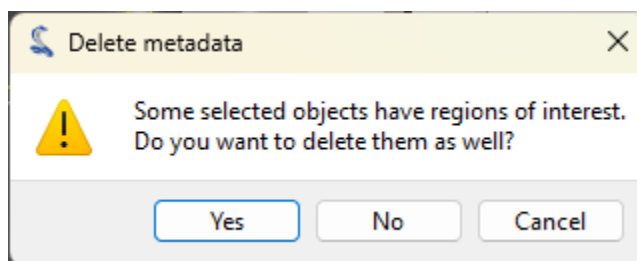 Delete metadata
Some selected objects have regions of interest.
Do you want to delete them as well?
Yes No Cancel